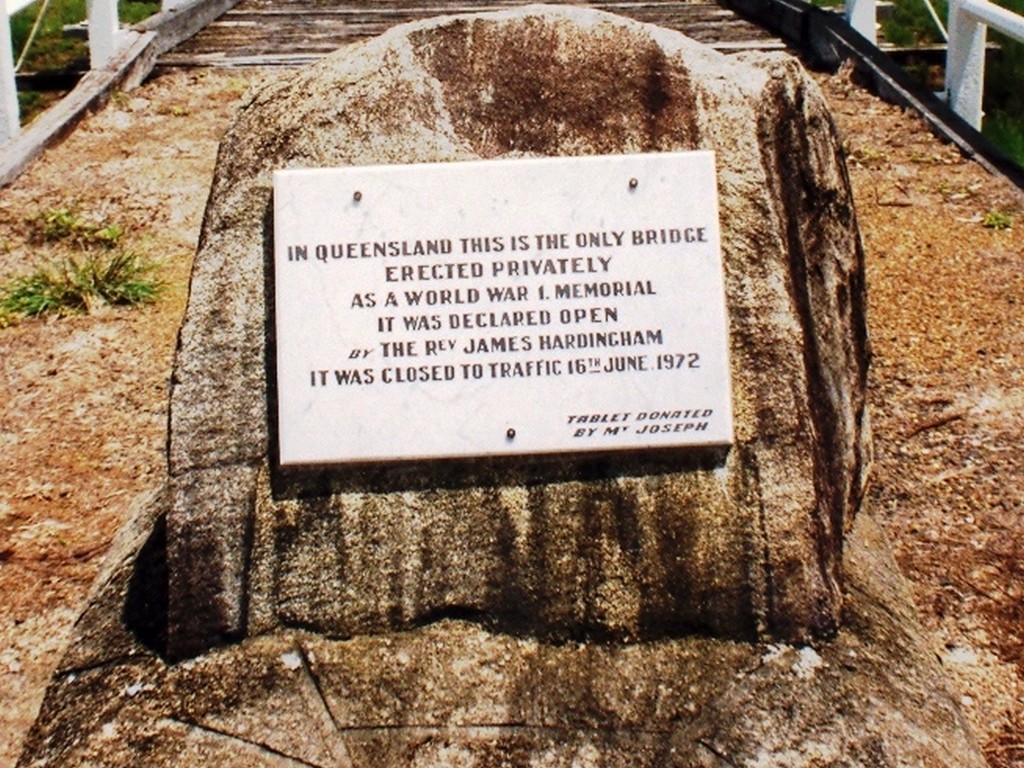 IN QUEENSLAND THIS IS THE ONLY BRIDGE
ERECTED PRIVATELY
AS A WORLD WAR 1. MEMORIAL
IT WAS DECLARED OPEN
BY THE REV JAMES HARDINGHAM
IT WAS CLOSED TO TRAFFIC 16TH JUNE. 1972
TABLET DONATED
BY Mr JOSEPH